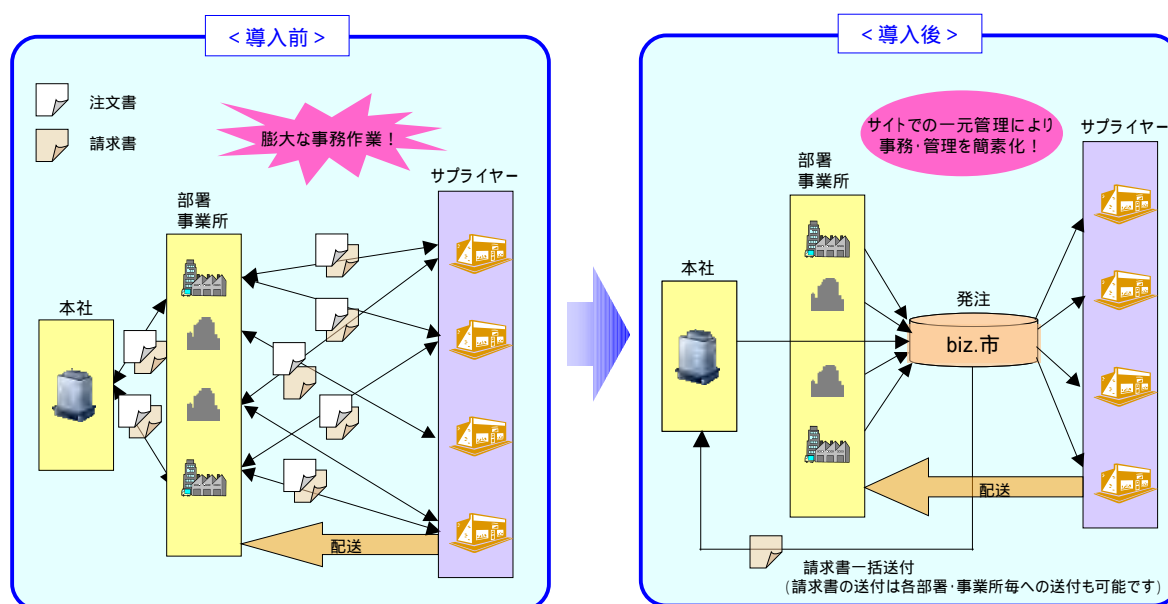 <導入前>
注文書
請求書
膨大な事務作業！
サプライヤー
部署
事業所
本社
配送
<導入後>
サイトでの一元管理により
事務・管理を簡素化！
サプライヤー
部署
事業所
本社
発注
biz.市
配送
請求書一括送付
(請求書の送付は各部署・事業所毎への送付も可能です)